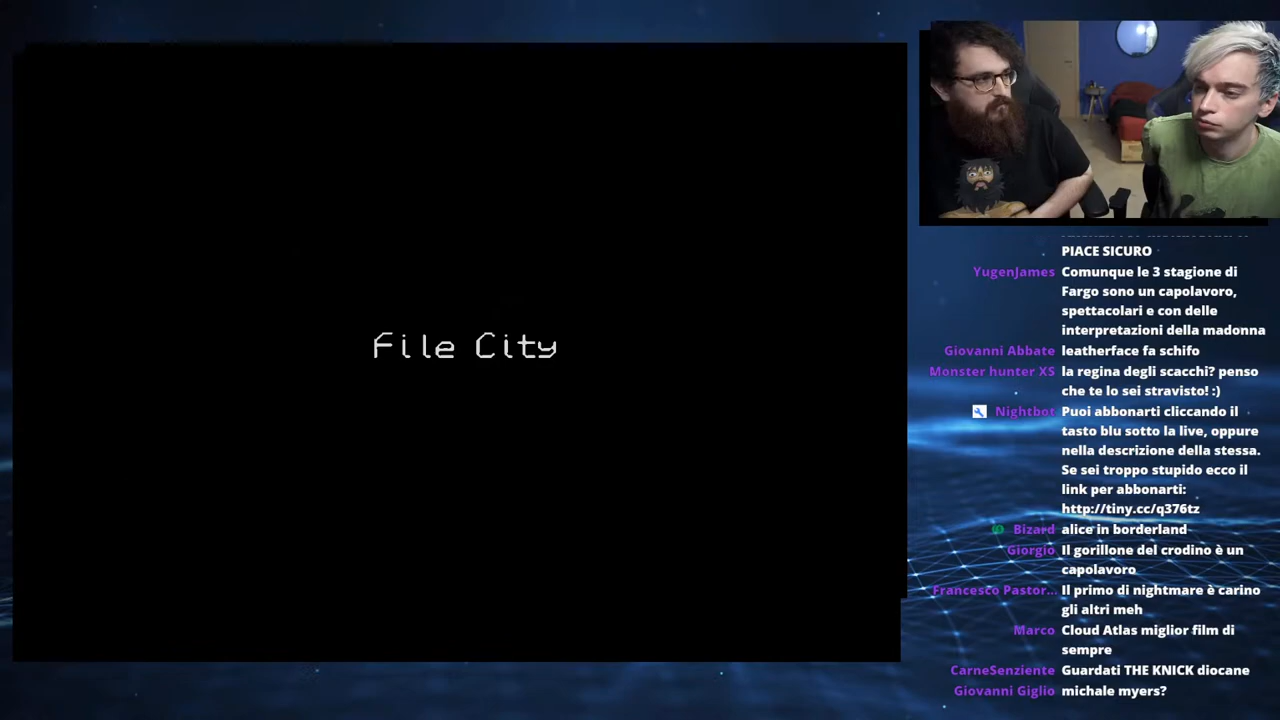 File City
PIACE SICURO
YugenJames Comunque le 3 stagione di
Fargo sono un capolavoro,
spettacolari e con delle
interpretazioni della madonna
Giovanni Abbate leatherface fa schifo
Monster hunter XS la regina degli scacchi? penso
che te lo sei stravisto! :)
Nightbot Puoi abbonarti cliccando il
tasto blu sotto la live, oppure
nella descrizione della stessa.
Se sei troppo stupido ecco il
link per abbonarti:
http://tiny.cc/q376tz
Bizard alice in borderland
Giorgio Il gorillone del crodino è un
capolavoro
Francesco Pastor... Il primo di nightmare è carino
gli altri meh
Marco Cloud Atlas miglior film di
sempre
CarneSenziente Guardati THE KNICK diocane
Giovanni Giglio michale myers?